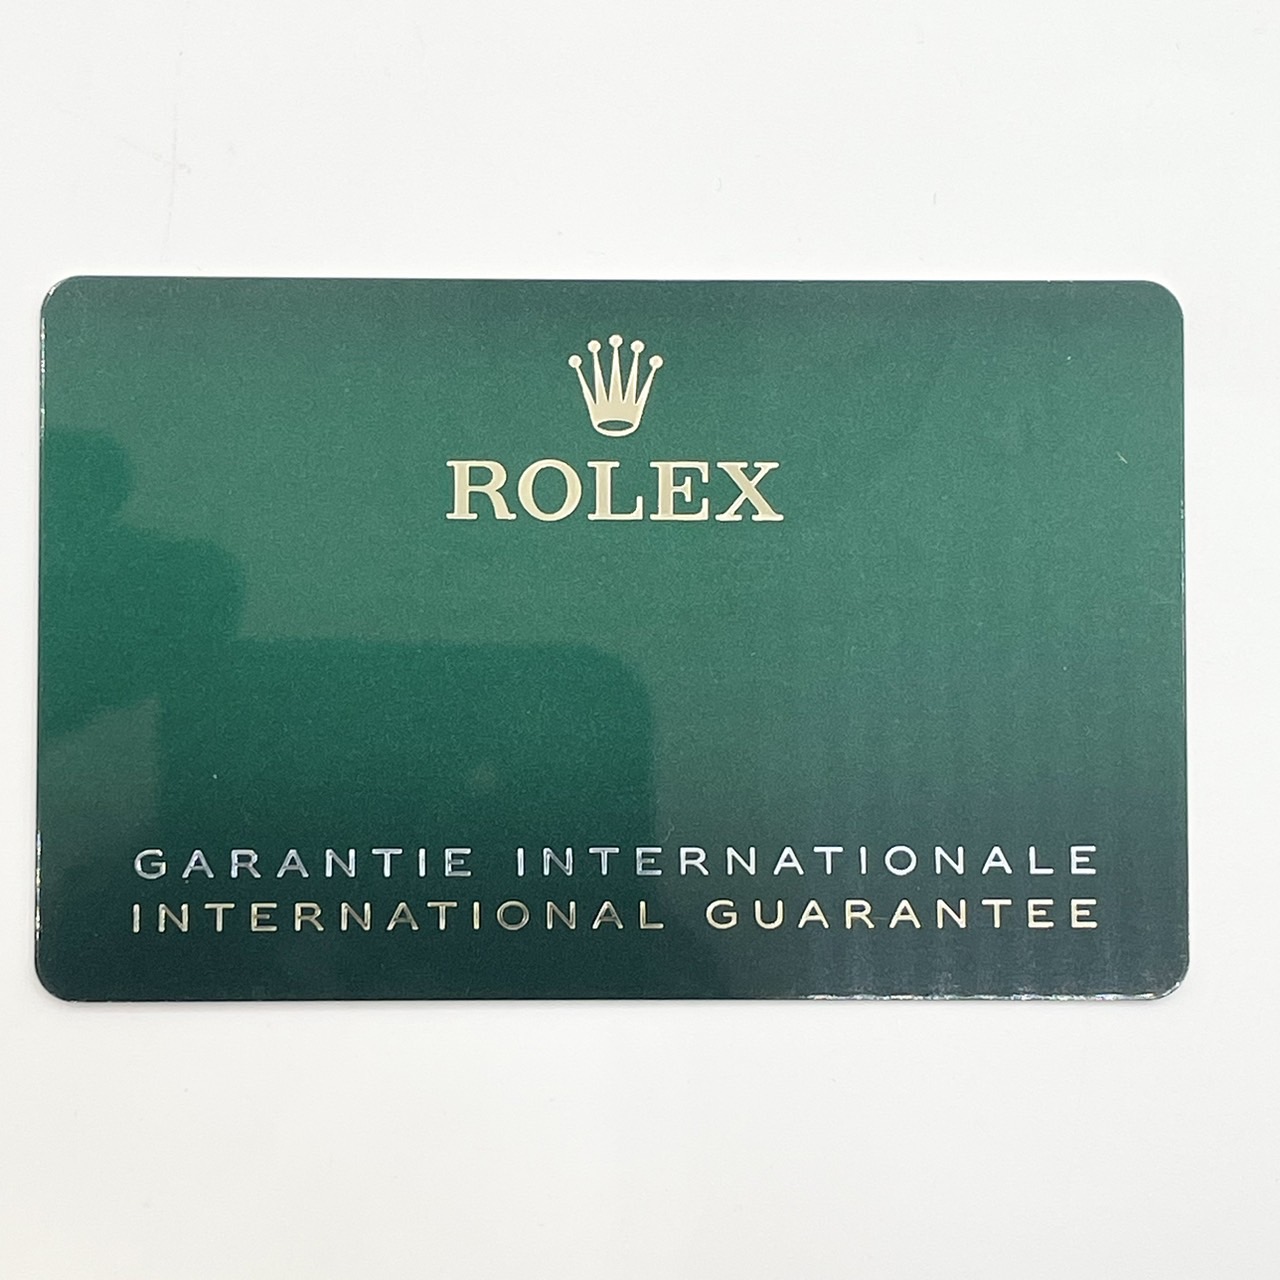 ROLEX
GARANTIE INTERNATIONALE
INTERNATIONAL GUARANTEE